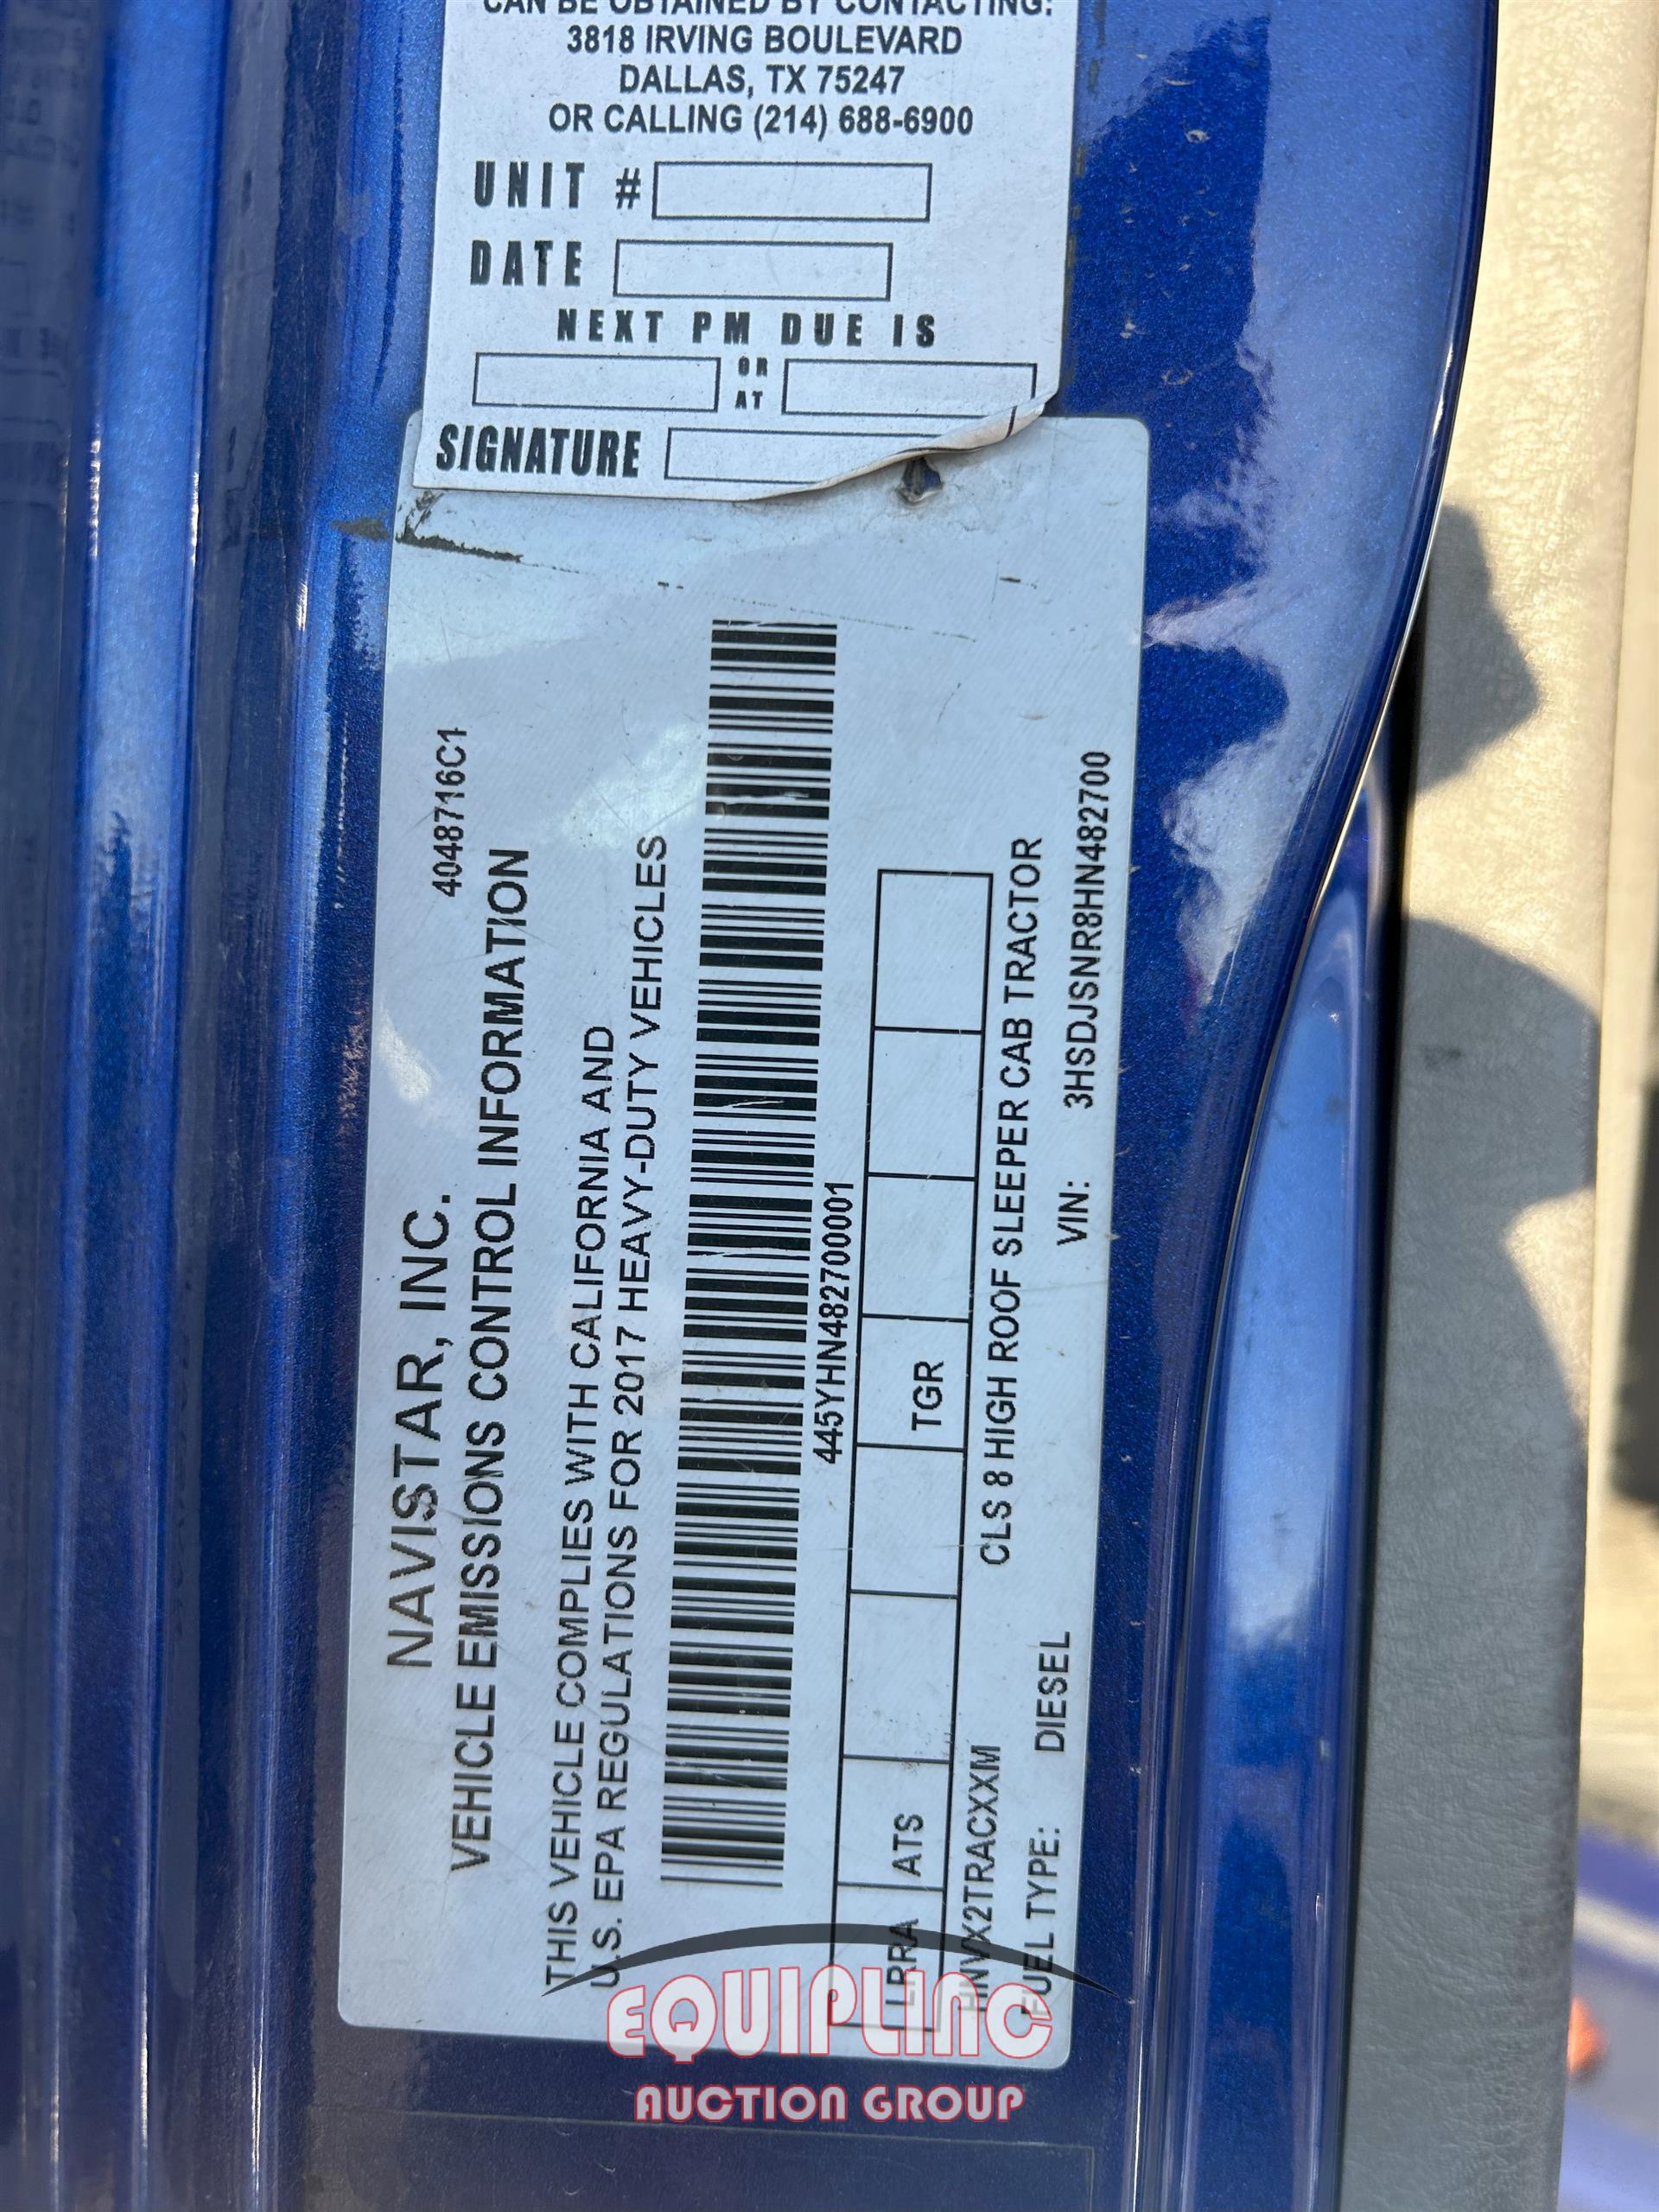 CAN BE OBTAINED BY CONTACTING:
3818 IRVING BOULEVARD
DALLAS, TX 75247
OR CALLING (214) 688-6900
UNIT #
DATE
NEXT PM DUE IS
OR
AT
SIGNATURE
4048716C1
NAVISTAR, INC.
VEHICLE EMISSIONS CONTROL INFORMATION
THIS VEHICLE COMPLIES WITH CALIFORNIA AND
U.S. EPA REGULATIONS FOR 2017 HEAVY-DUTY VEHICLES
445YHN482700001
LRRA ATS TGR
HNVX2TRACXXM CLS 8 HIGH ROOF SLEEPER CAB TRACTOR
FUEL TYPE: DIESEL VIN: 3HSDJSNR8HN482700
EQUIPLINC
AUCTION GROUP